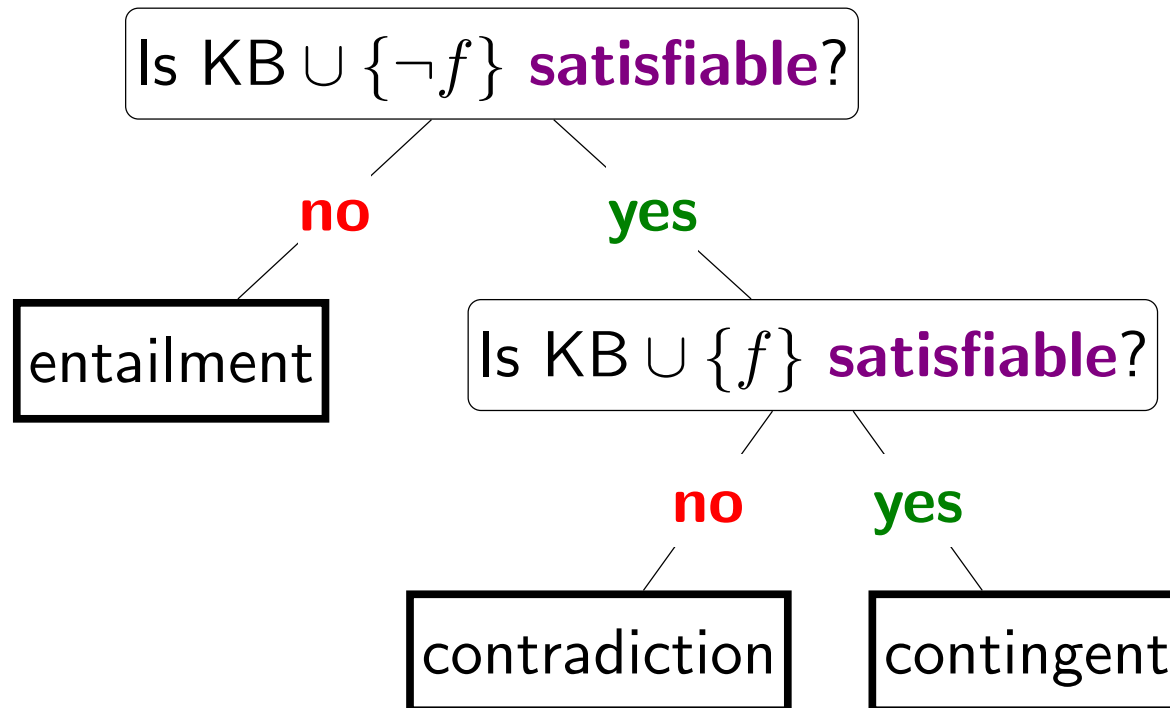 Is KB ∪ {¬f} satisfiable?
no
yes
entailment
Is KB ∪ {f} satisfiable?
no
yes
contradiction
contingent